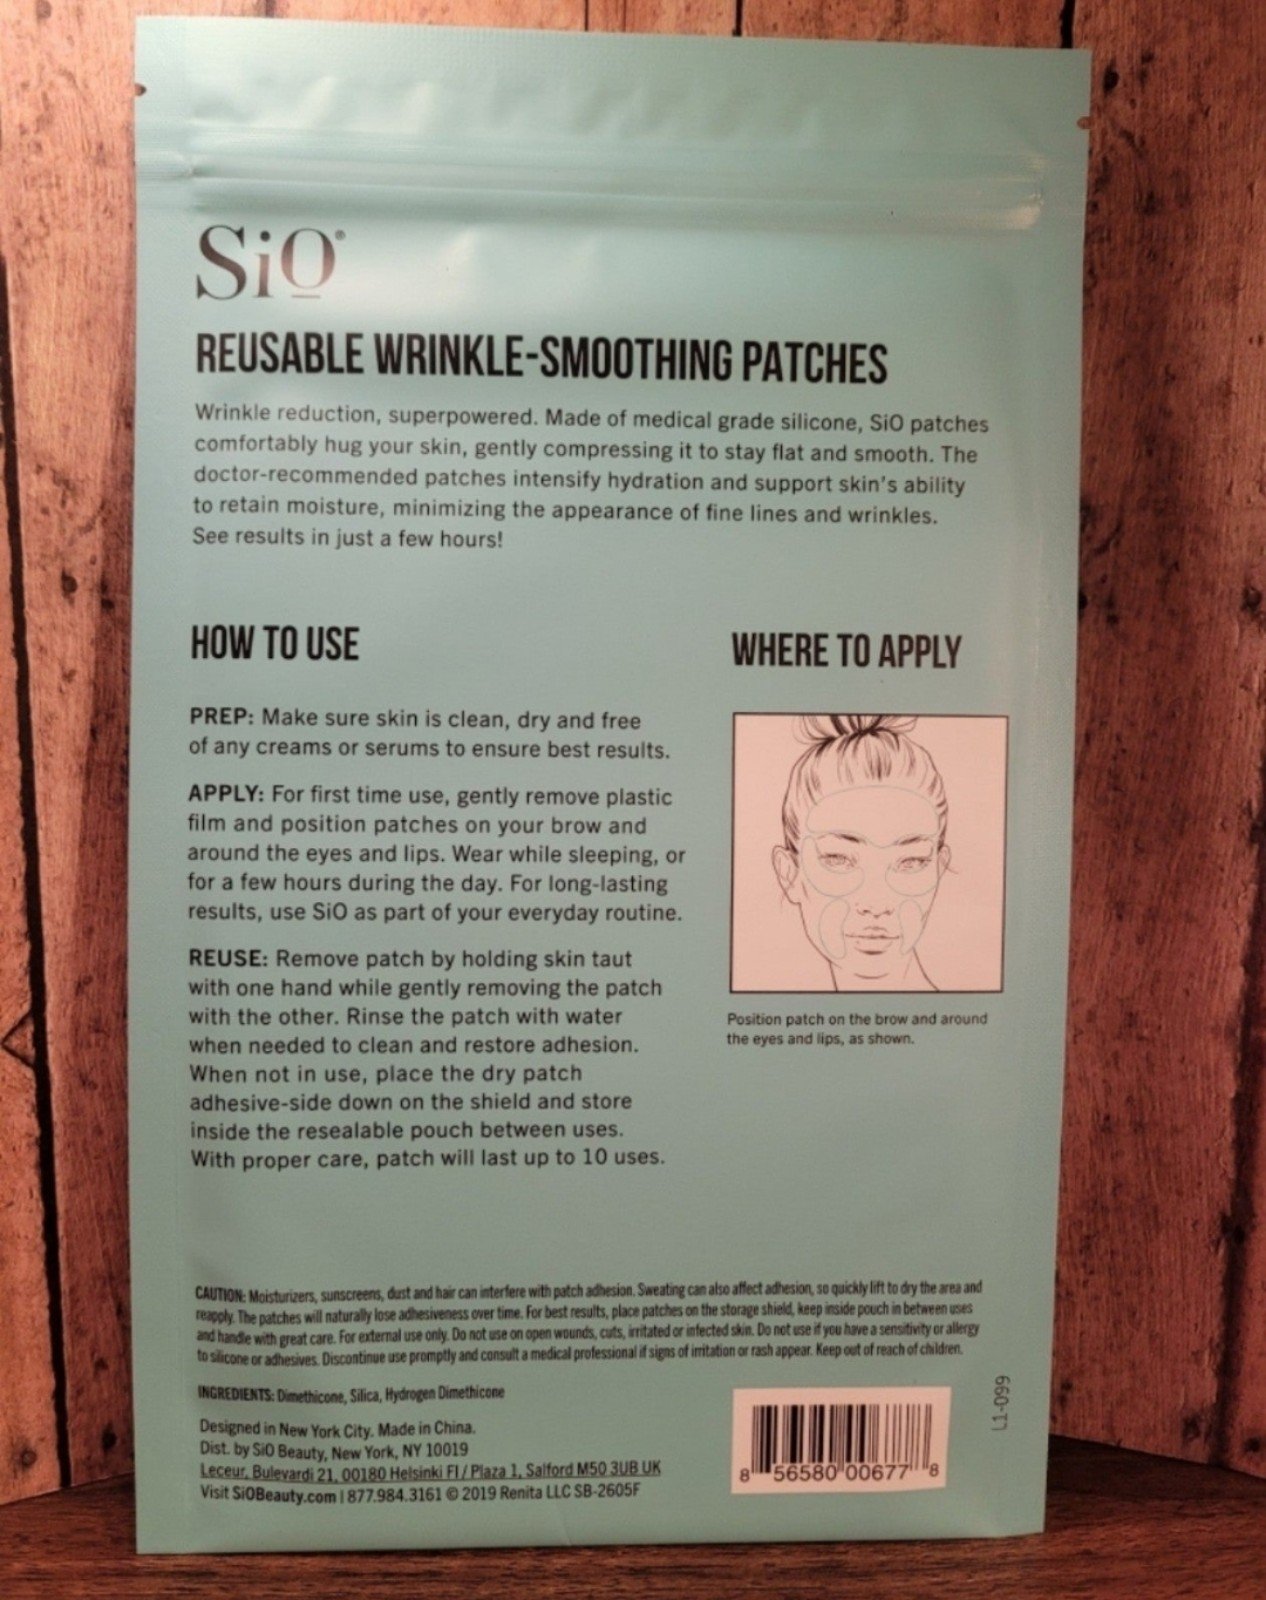 SiO®
REUSABLE WRINKLE-SMOOTHING PATCHES
Wrinkle reduction, superpowered. Made of medical grade silicone, SiO patches
comfortably hug your skin, gently compressing it to stay flat and smooth. The
doctor-recommended patches intensify hydration and support skin's ability
to retain moisture, minimizing the appearance of fine lines and wrinkles.
See results in just a few hours!
HOW TO USE
PREP: Make sure skin is clean, dry and free
of any creams or serums to ensure best results.
APPLY: For first time use, gently remove plastic
film and position patches on your brow and
around the eyes and lips. Wear while sleeping, or
for a few hours during the day. For long-lasting
results, use SiO as part of your everyday routine.
REUSE: Remove patch by holding skin taut
with one hand while gently removing the patch
with the other. Rinse the patch with water
when needed to clean and restore adhesion.
When not in use, place the dry patch
adhesive-side down on the shield and store
inside the resealable pouch between uses.
With proper care, patch will last up to 10 uses.
WHERE TO APPLY
Position patch on the brow and around
the eyes and lips, as shown.
CAUTION: Moisturizers, sunscreens, dust and hair can interfere with patch adhesion. Sweating can also affect adhesion, so quickly lift to dry the area and
reapply. The patches will naturally lose adhesiveness over time. For best results, place patches on the storage shield, keep inside pouch in between uses
and handle with great care. For external use only. Do not use on open wounds, cuts, irritated or infected skin. Do not use if you have a sensitivity or allergy
to silicone or adhesives. Discontinue use promptly and consult a medical professional if signs of irritation or rash appear. Keep out of reach of children.
INGREDIENTS: Dimethicone, Silica, Hydrogen Dimethicone
Designed in New York City. Made in China.
Dist. by SiO Beauty, New York, NY 10019
Leceur, Bulevardi 21, 00180 Helsinki FI / Plaza 1, Salford M50 3UB UK
Visit SiOBeauty.com | 877.984.3161 © 2019 Renita LLC SB-2605F
8 56580 00677 8
L1-099